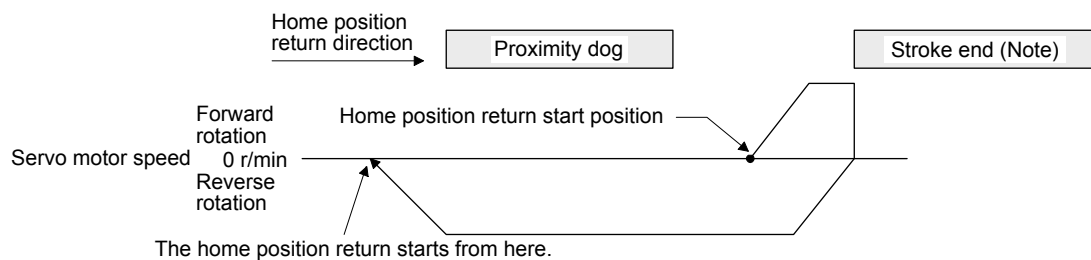 Home position
return direction
Proximity dog
Stroke end (Note)
Home position return start position
Forward
rotation
Servo motor speed 0 r/min
Reverse
rotation
The home position return starts from here.